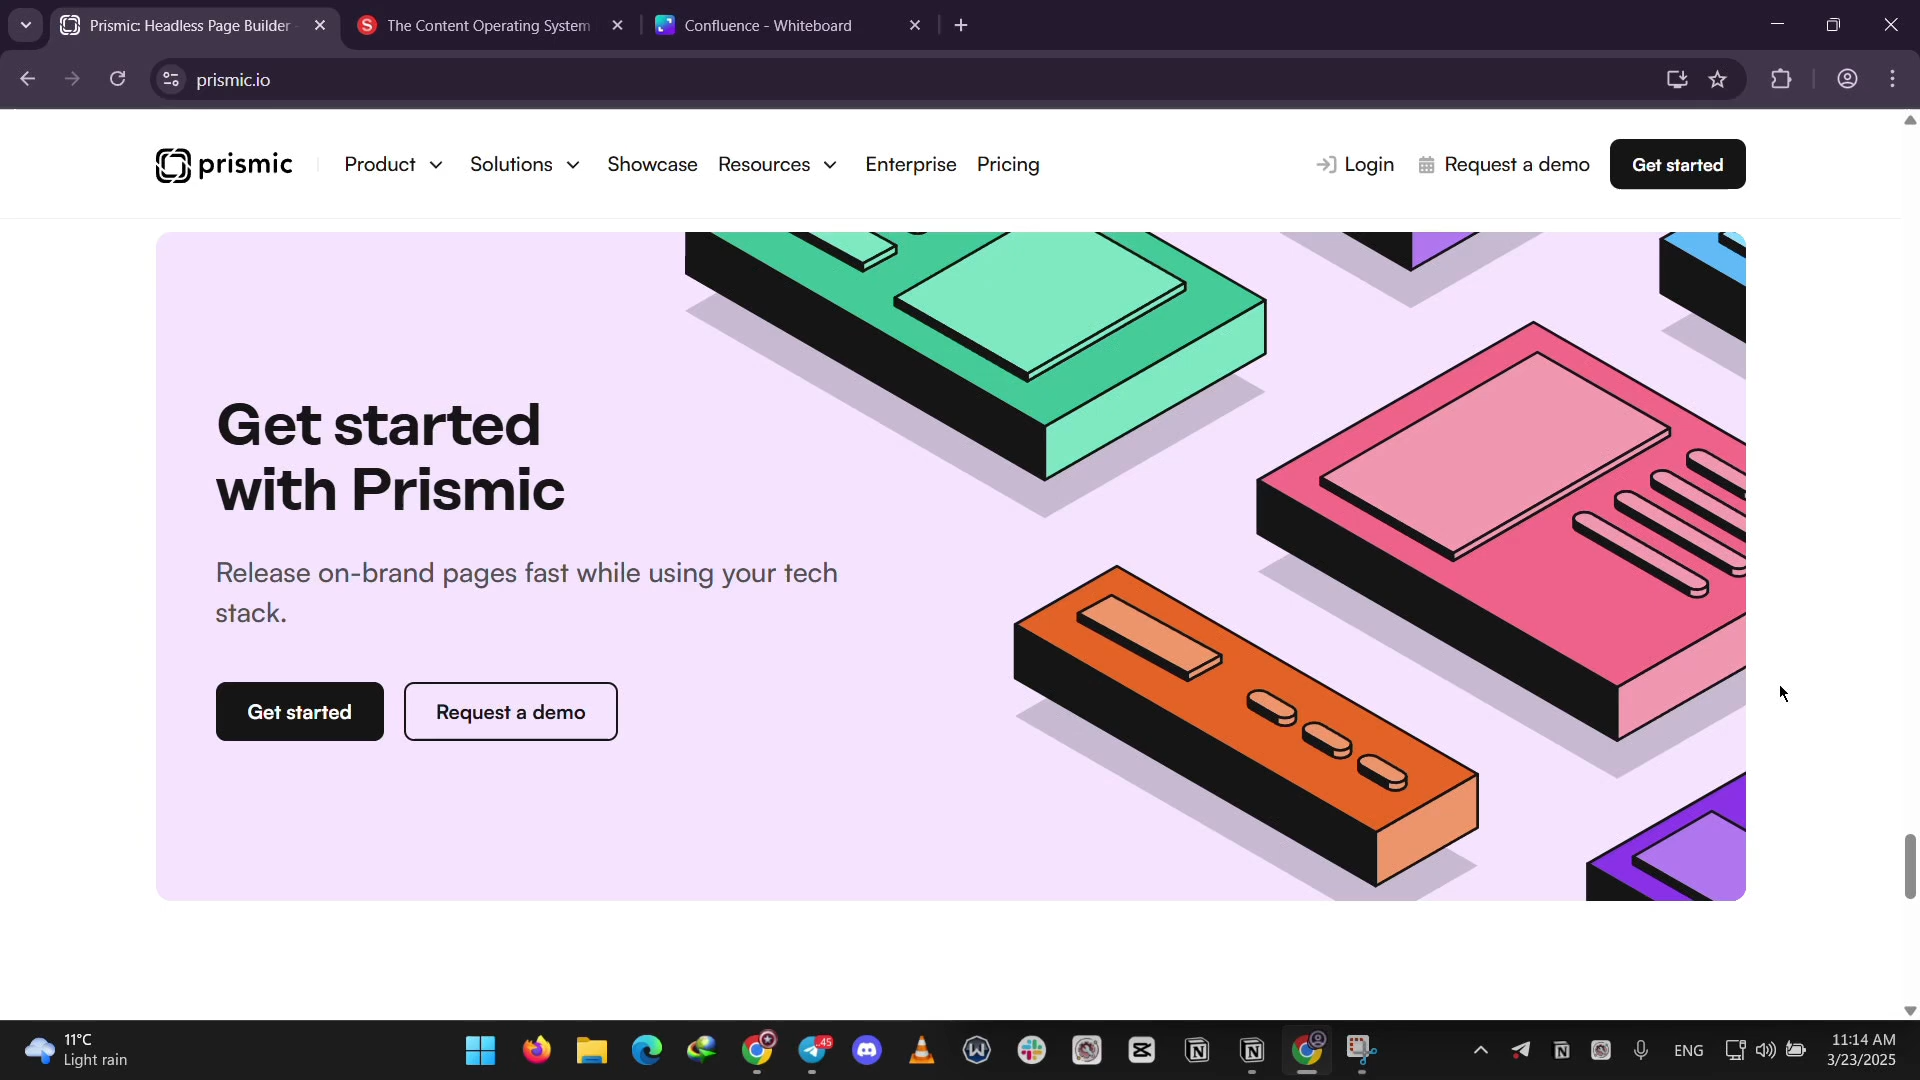 Prismic: Headless Page Builder
The Content Operating System
Confluence - Whiteboard
prismic.io
prismic
Product
Solutions
Showcase
Resources
Enterprise
Pricing
Login
Request a demo
Get started
Get started
with Prismic
Release on-brand pages fast while using your tech
stack.
Get started
Request a demo
11°C
Light rain
45
ENG
11:14 AM
3/23/2025